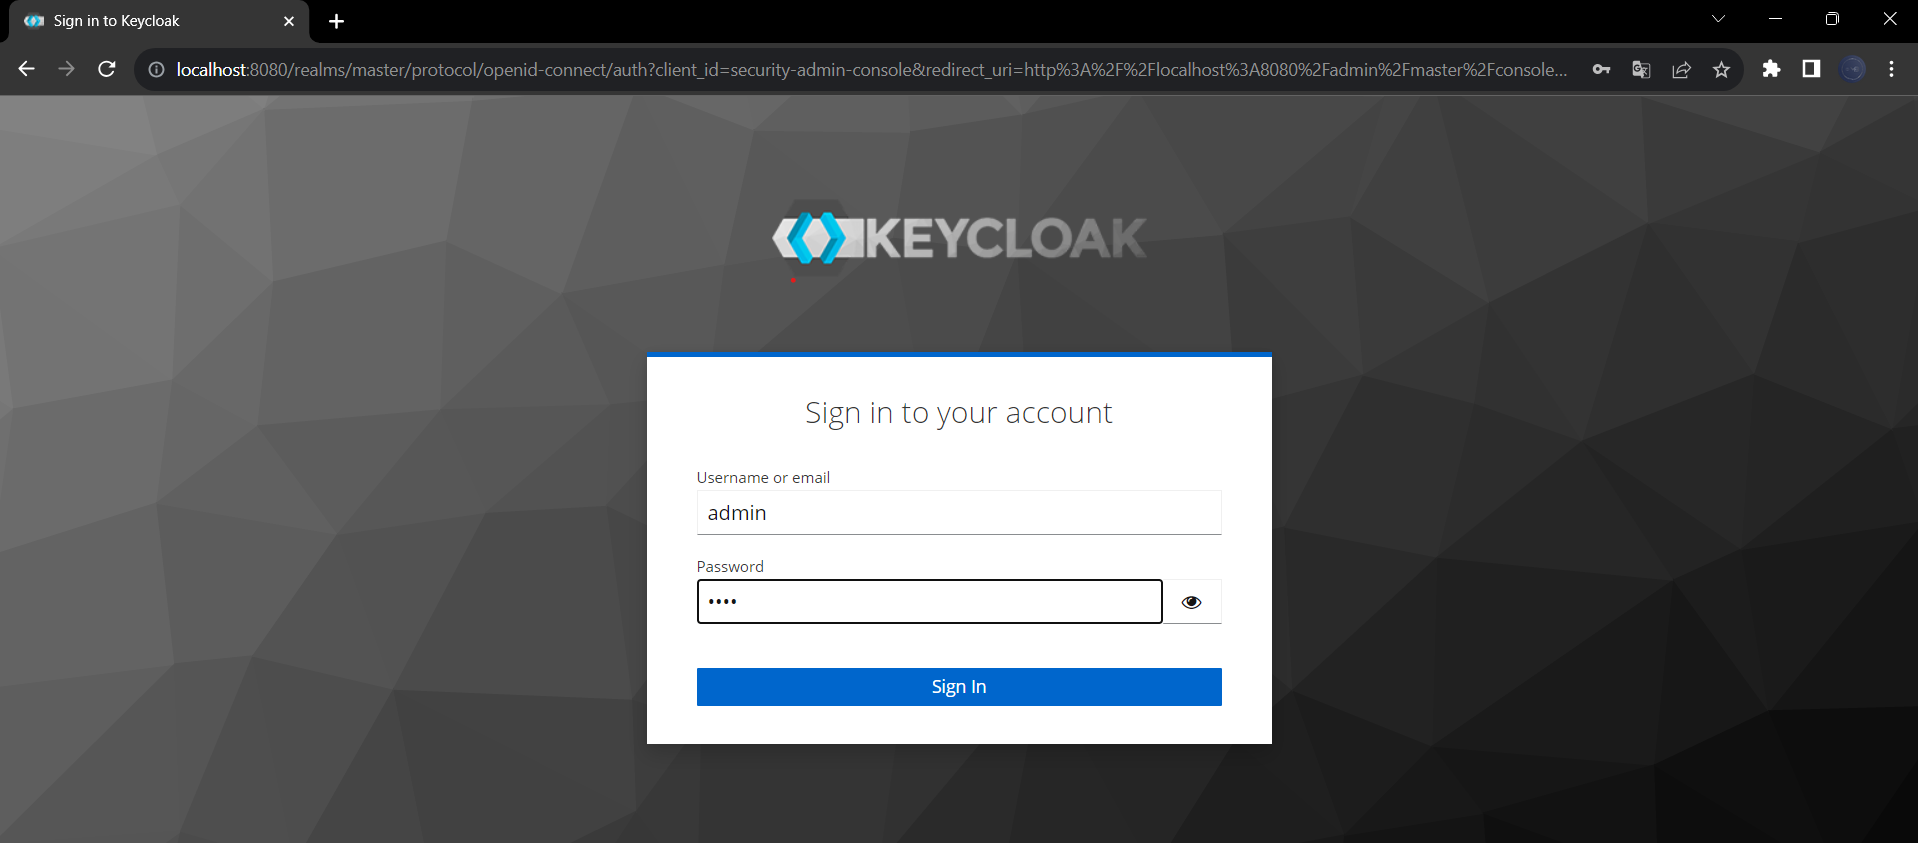 Sign in to Keycloak
localhost:8080/realms/master/protocol/openid-connect/auth?client_id=security-admin-console&redirect_uri=http%3A%2F%2Flocalhost%3A8080%2Fadmin%2Fmaster%2Fconsole...
KEYCLOAK
Sign in to your account
Username or email
admin
Password
••••
Sign In